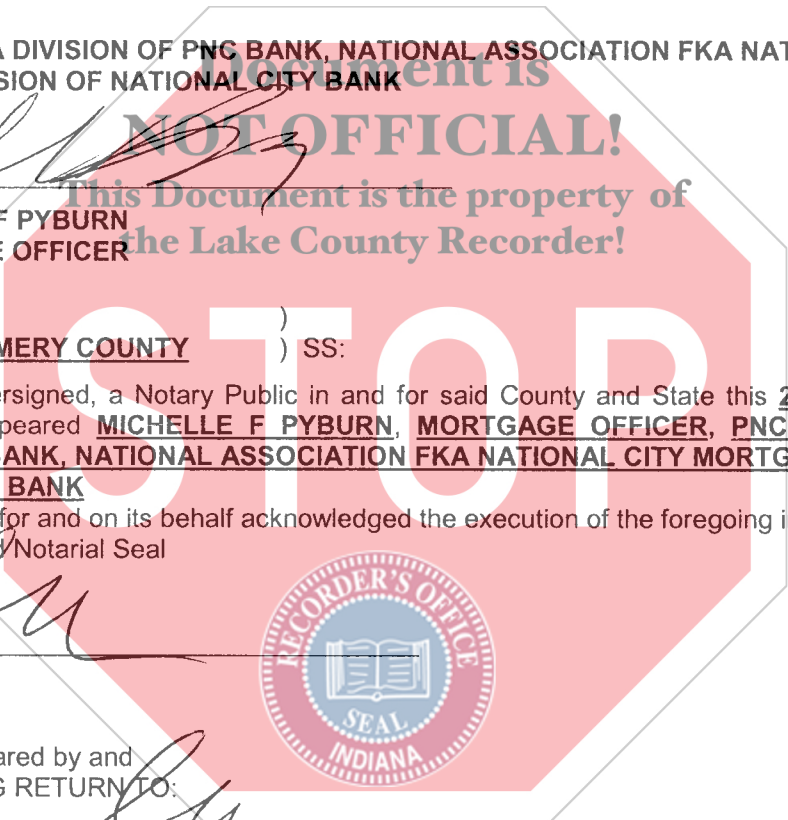 A DIVISION OF PNC BANK, NATIONAL ASSOCIATION FKA NAT
SION OF NATIONAL CITY BANK
Document is
NOT OFFICIAL!
This Document is the property of
the Lake County Recorder!
F PYBURN
E OFFICER
)
MERY COUNTY ) SS:
STOP
ersigned, a Notary Public in and for said County and State this 2
peared MICHELLE F PYBURN, MORTGAGE OFFICER, PNC
BANK, NATIONAL ASSOCIATION FKA NATIONAL CITY MORTG
BANK
for and on its behalf acknowledged the execution of the foregoing i
Notarial Seal
RECORDER'S OFFICE
SEAL
INDIANA
ared by and
G RETURN TO: